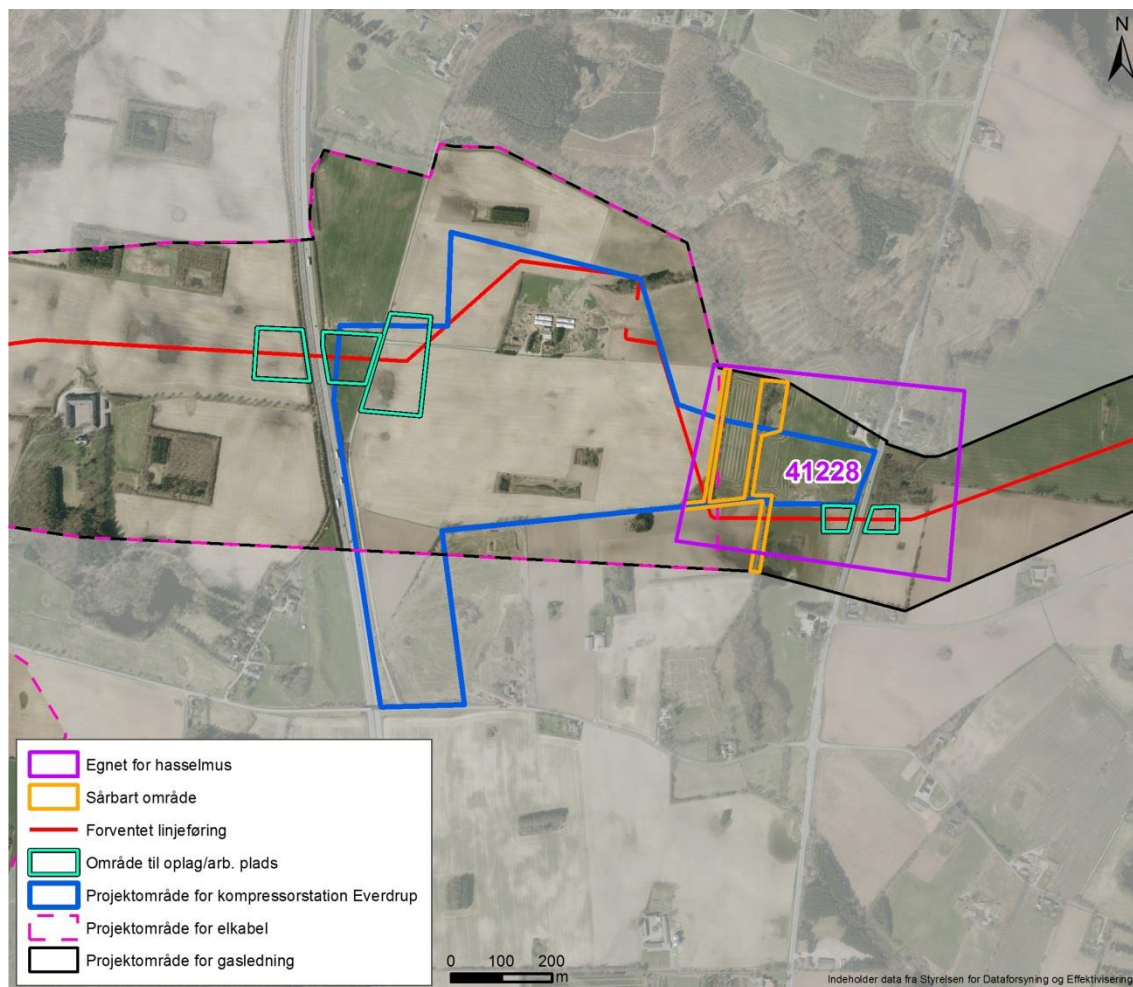 N
41228
Egnet for hasselmus
Sårbart område
Forventet linjeføring
Område til oplag/arb. plads
Projektområde for kompressorstation Everdrup
Projektområde for elkabel
Projektområde for gasledning
0 100 200
m
Indeholder data fra Styrelsen for Dataforsyning og Effektivisering